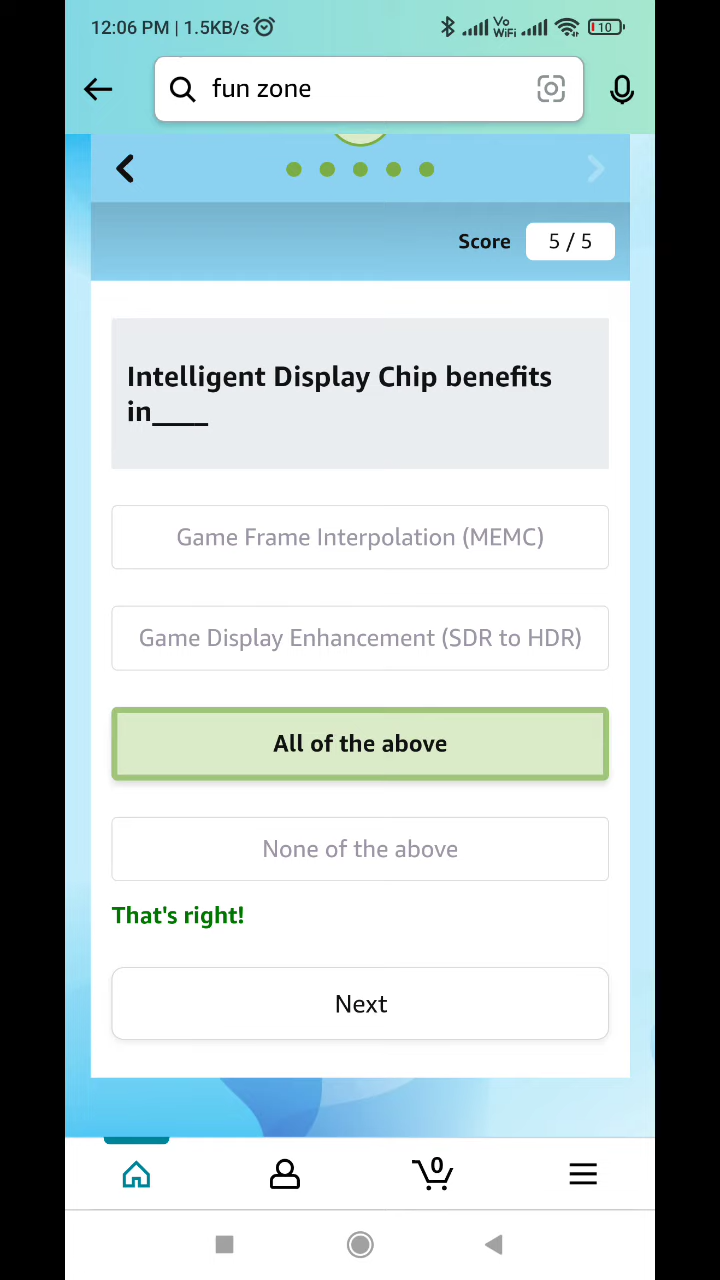 12:06 PM | 1.5KB/s
Vo
WiFi
10
fun zone
Score 5 / 5
Intelligent Display Chip benefits
in____
Game Frame Interpolation (MEMC)
Game Display Enhancement (SDR to HDR)
All of the above
None of the above
That's right!
Next
0